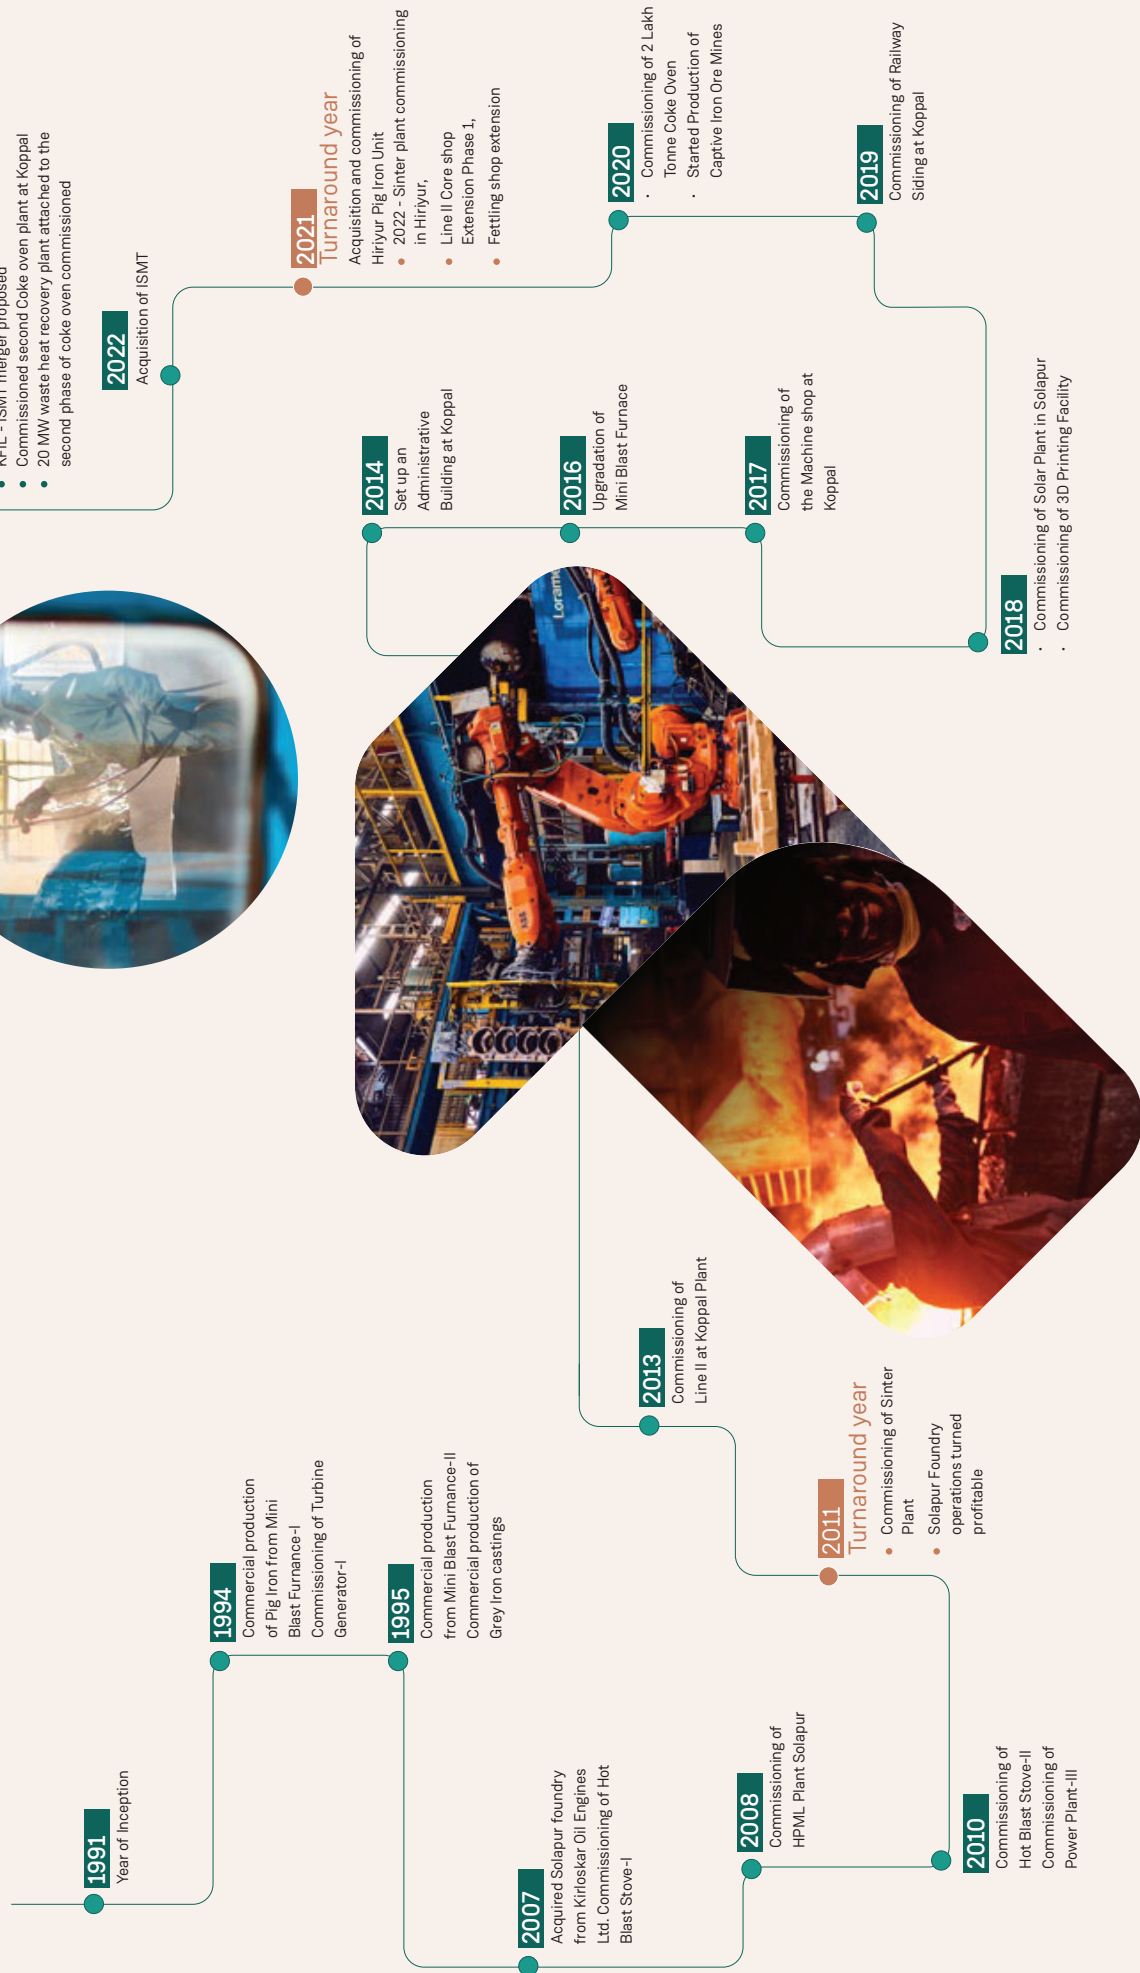 1991
Year of Inception
1994
Commercial production
of Pig Iron from Mini
Blast Furnance-I
Commissioning of Turbine
Generator-I
1995
Commercial production
from Mini Blast Furnance-II
Commercial production of
Grey Iron castings
2007
Acquired Solapur foundry
from Kirloskar Oil Engines
Ltd. Commissioning of Hot
Blast Stove-I
2008
Commissioning of
HPML Plant Solapur
2010
Commissioning of
Hot Blast Stove-II
Commissioning of
Power Plant-III
2011
Turnaround year
• Commissioning of Sinter
Plant
• Solapur Foundry
operations turned
profitable
2013
Commissioning of
Line II at Koppal Plant
2014
Set up an
Administrative
Building at Koppal
2016
Upgradation of
Mini Blast Furnace
2017
Commissioning of
the Machine shop at
Koppal
2018
· Commissioning of Solar Plant in Solapur
· Commissioning of 3D Printing Facility
2019
Commissioning of Railway
Siding at Koppal
2020
· Commissioning of 2 Lakh
Tonne Coke Oven
· Started Production of
Captive Iron Ore Mines
2021
Turnaround year
Acquisition and commissioning of
Hiriyur Pig Iron Unit
• 2022 - Sinter plant commissioning
in Hiriyur,
• Line II Core shop
Extension Phase 1,
• Fettling shop extension
2022
Acquisition of ISMT
• KFIL - ISMT merger proposed
• Commissioned second Coke oven plant at Koppal
• 20 MW waste heat recovery plant attached to the
second phase of coke oven commissioned
Lorame